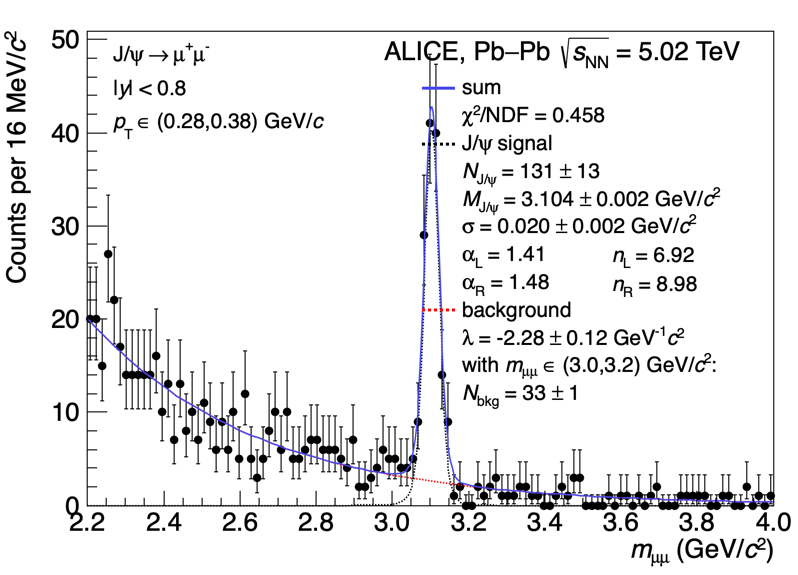 J/ψ → μ⁺μ⁻
|y| < 0.8
p_T ∈ (0.28,0.38) GeV/c
ALICE, Pb–Pb √s_NN = 5.02 TeV
sum
χ²/NDF = 0.458
J/ψ signal
N_J/ψ = 131 ± 13
M_J/ψ = 3.104 ± 0.002 GeV/c²
σ = 0.020 ± 0.002 GeV/c²
α_L = 1.41 n_L = 6.92
α_R = 1.48 n_R = 8.98
background
λ = -2.28 ± 0.12 GeV⁻¹c²
with m_μμ ∈ (3.0,3.2) GeV/c²:
N_bkg = 33 ± 1
Counts per 16 MeV/c²
50
40
30
20
10
0
2.2 2.4 2.6 2.8 3.0 3.2 3.4 3.6 3.8 4.0
m_μμ (GeV/c²)